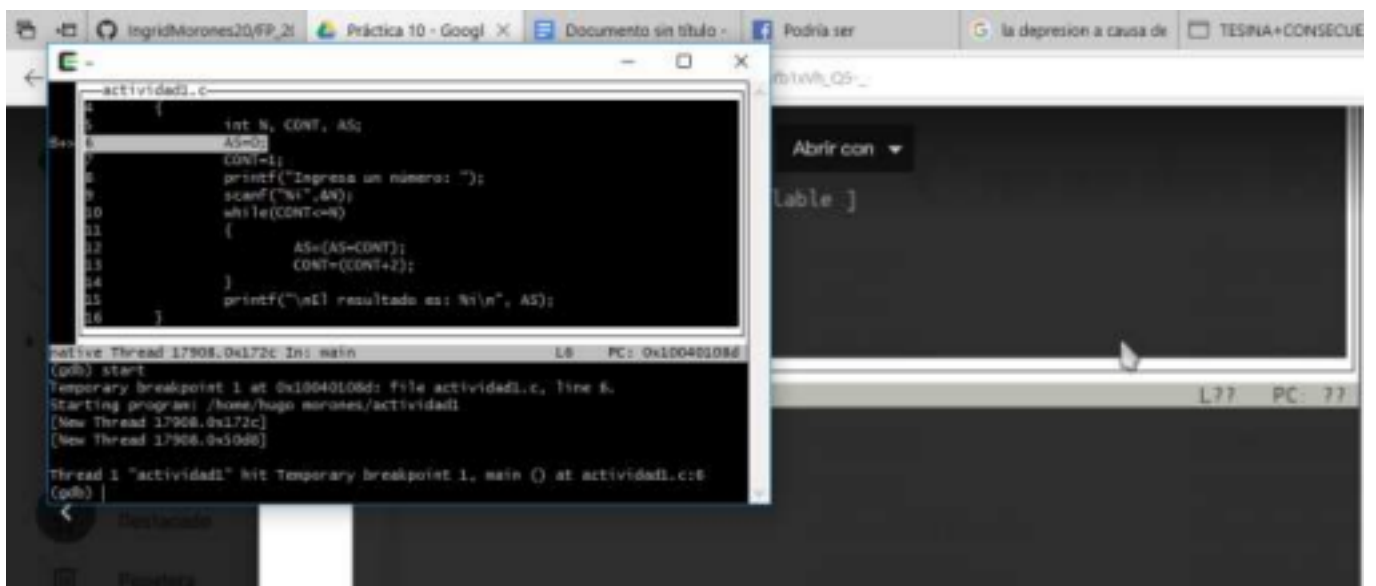 IngridMorones20/FP_2
Práctica 10 - Googl
Documento sin título -
Podría ser
la depresion a causa de
TESINA+CONSECUE
actividad1.c
4 {
5 int N, CONT, AS;
6 AS=0;
7 CONT=1;
8 printf("Ingresa un número: ");
9 scanf("%i",&N);
10 while(CONT<=N)
11 {
12 AS=(AS+CONT);
13 CONT=(CONT+2);
14 }
15 printf("\nEl resultado es: %i\n", AS);
16 }
native Thread 17908.0x172c In: main L6 PC: 0x10040108d
(gdb) start
Temporary breakpoint 1 at 0x10040108d: file actividad1.c, line 6.
Starting program: /home/hugo morones/actividad1
[New Thread 17908.0x172c]
[New Thread 17908.0x50d8]
Thread 1 "actividad1" hit Temporary breakpoint 1, main () at actividad1.c:6
(gdb)
Abrir con
lable ]
L?? PC: ??
Destacado
Papelera